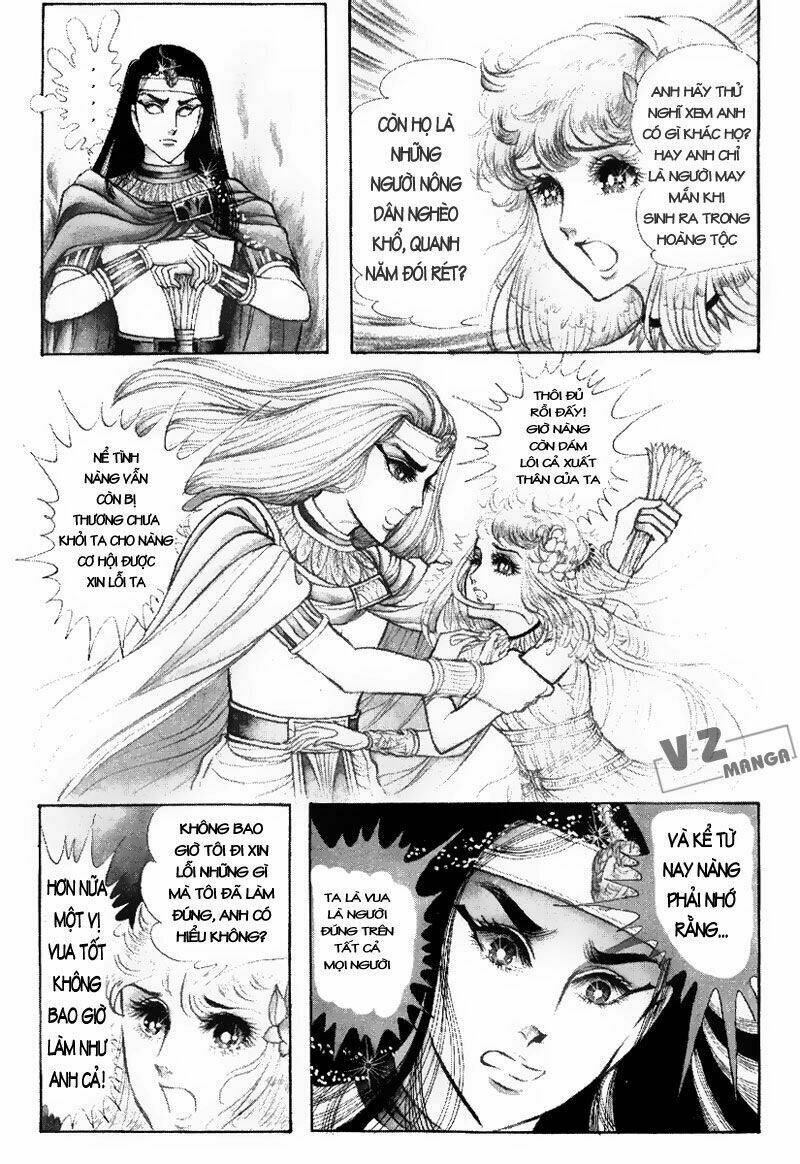 ANH HÃY THỬ
NGHĨ XEM ANH
CÓ GÌ KHÁC HỌ?
HAY ANH CHỈ
LÀ NGƯỜI MAY
MẮN KHI
SINH RA TRONG
HOÀNG TỘC
CÒN HỌ LÀ
NHỮNG
NGƯỜI NÔNG
DÂN NGHÈO
KHỔ, QUANH
NĂM ĐÓI RÉT?
......
THÔI ĐỦ
RỒI ĐẤY!
GIỜ NÀNG
CÒN DÁM
LÔI CẢ XUẤT
THÂN CỦA TA
NỂ TÌNH
NÀNG VẪN
CÒN BỊ
THƯƠNG CHƯA
KHỎI TA CHO NÀNG
CƠ HỘI ĐƯỢC
XIN LỖI TA
V-Z
MANGA
VÀ KỂ TỪ
NAY NÀNG
PHẢI NHỚ
RẰNG...
TA LÀ VUA
LÀ NGƯỜI
ĐỨNG TRÊN
TẤT CẢ
MỌI NGƯỜI
KHÔNG BAO
GIỜ TÔI ĐI XIN
LỖI NHỮNG GÌ
MÀ TÔI ĐÃ LÀM
ĐÚNG, ANH CÓ
HIỂU KHÔNG?
HƠN NỮA
MỘT VỊ
VUA TỐT
KHÔNG
BAO GIỜ
LÀM NHƯ
ANH CẢ!